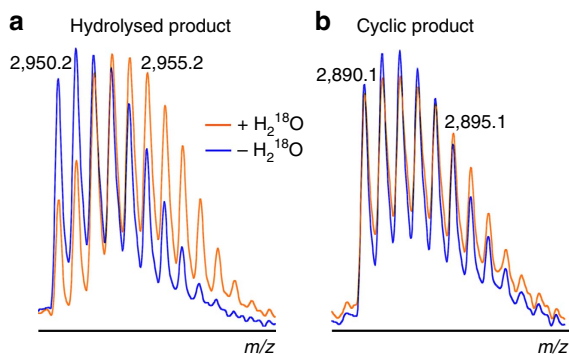 a Hydrolysed product
2,950.2
2,955.2
+ H₂¹⁸O
– H₂¹⁸O
m/z
b Cyclic product
2,890.1
2,895.1
m/z